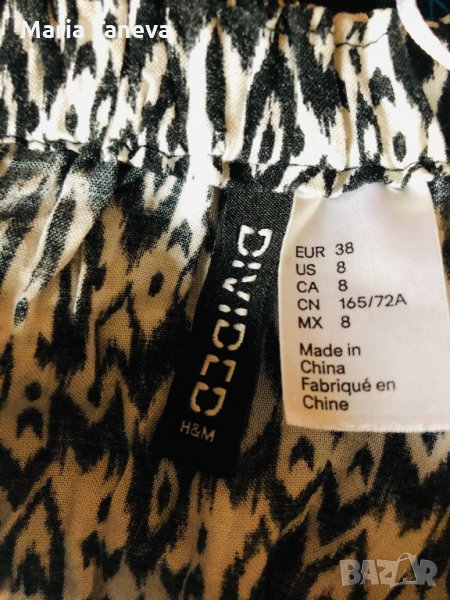 Maria Taneva
DIVIDED
H&M
EUR 38
US 8
CA 8
CN 165/72A
MX 8
Made in
China
Fabriqué en
Chine
BAZAR